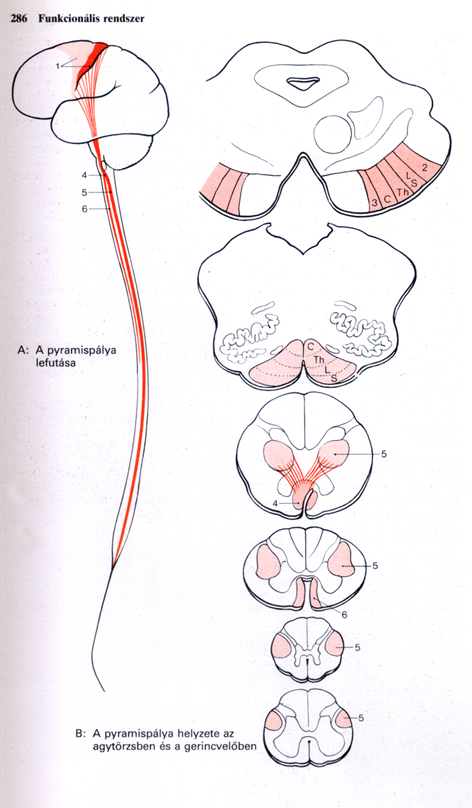 286 Funkcionális rendszer
1
4
5
6
A: A pyramispálya
lefutása
2
L
S
Th
C
3
C
Th
L
S
5
4
5
6
5
5
B: A pyramispálya helyzete az
agytörzsben és a gerincvelőben